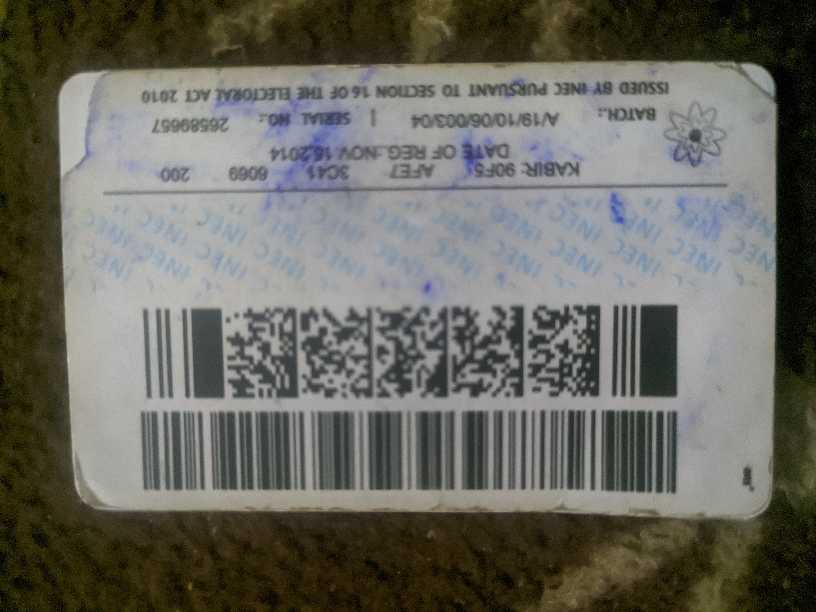 INEC INEC INEC INEC INEC INEC INEC
INEC INEC INEC INEC INEC INEC INEC
KABIR: 90F5 AFE7 3C41 6069 200
DATE OF REG.:NOV-16,2014
BATCH.: A/19/10/06/003/04 | SERIAL NO.: 26589657
ISSUED BY INEC PURSUANT TO SECTION 16 OF THE ELECTORAL ACT 2010